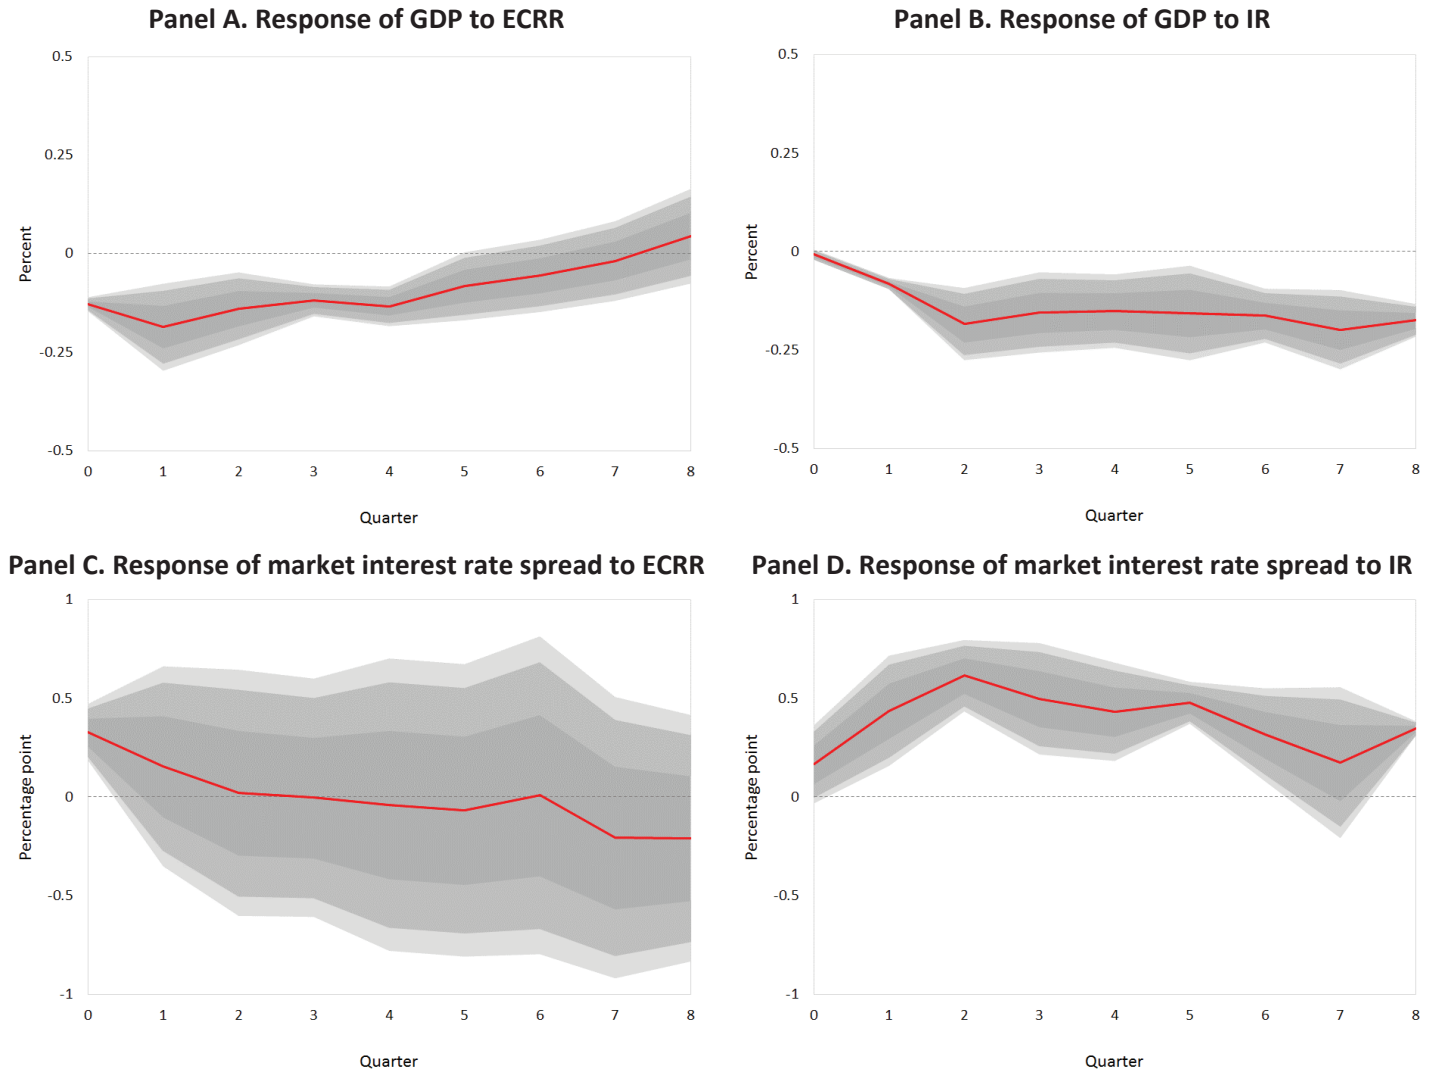 Panel A. Response of GDP to ECRR
0.5
0.25
0
-0.25
-0.5
Percent
0 1 2 3 4 5 6 7 8
Quarter
Panel B. Response of GDP to IR
0.5
0.25
0
-0.25
-0.5
Percent
0 1 2 3 4 5 6 7 8
Quarter
Panel C. Response of market interest rate spread to ECRR
1
0.5
0
-0.5
-1
Percentage point
0 1 2 3 4 5 6 7 8
Quarter
Panel D. Response of market interest rate spread to IR
1
0.5
0
-0.5
-1
Percentage point
0 1 2 3 4 5 6 7 8
Quarter